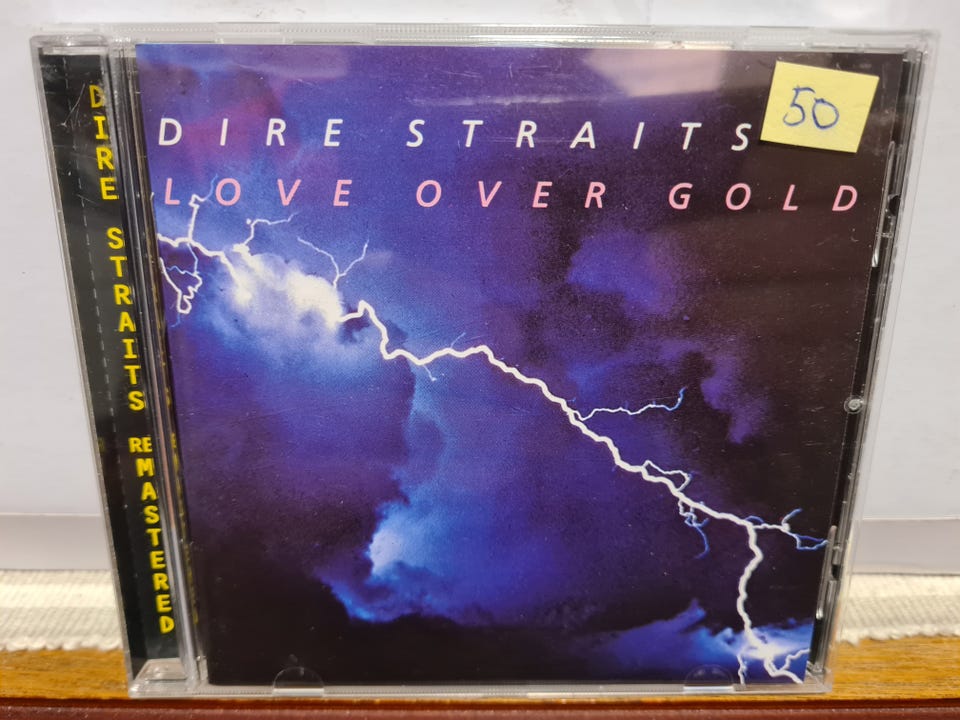 DIRE STRAITS
LOVE OVER GOLD
50
DIRE STRAITS REMASTERED